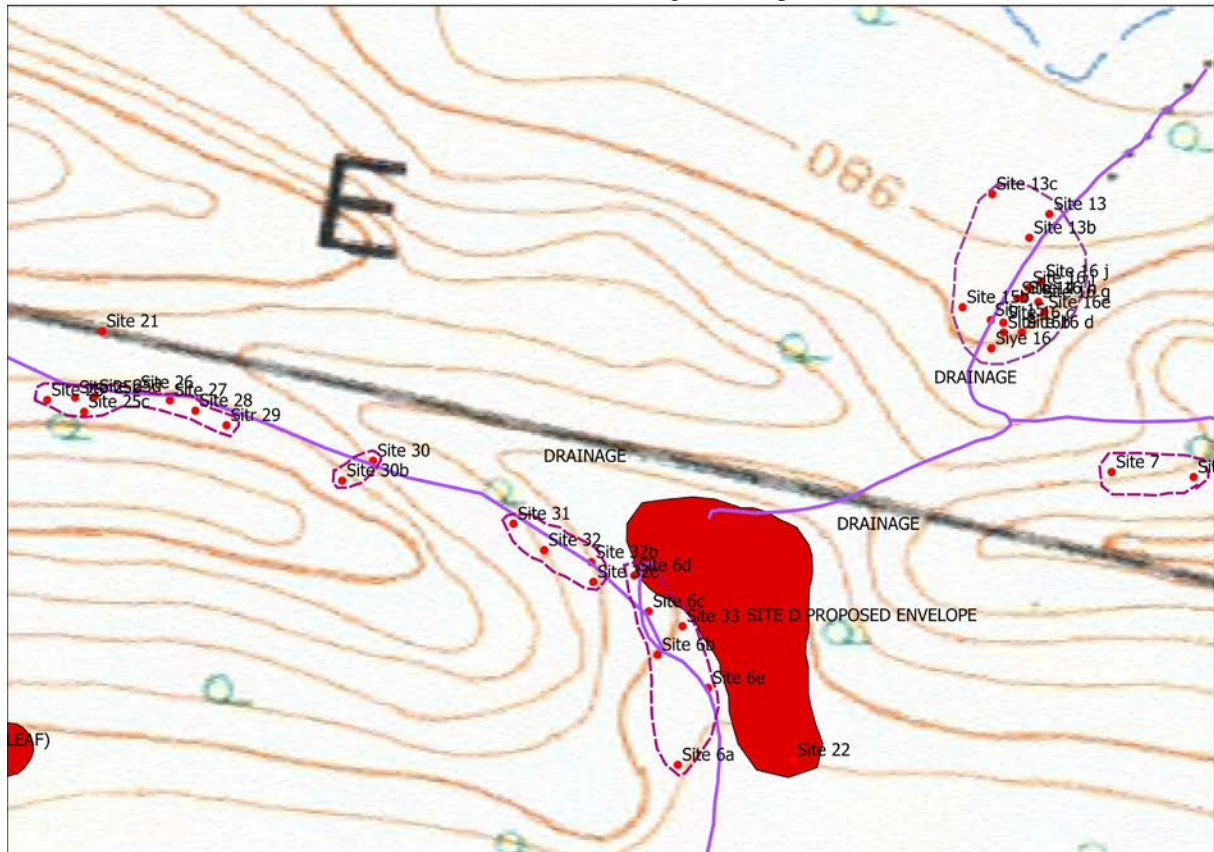 Site 13c
Site 13
086
Site 13b
E
Site 16 j
Site 15b
Site 16e
Site 21
Siye 16
DRAINAGE
Site 26
Site 27
Site 25c
Site 28
Sitr 29
Site 30
DRAINAGE
Site 30b
Site 7
Site 31
DRAINAGE
Site 32
Site 32b
Site 6d
Site 32c
Site 6c
Site 33
SITE D PROPOSED ENVELOPE
Site 6b
Site 6e
LEAF)
Site 6a
Site 22